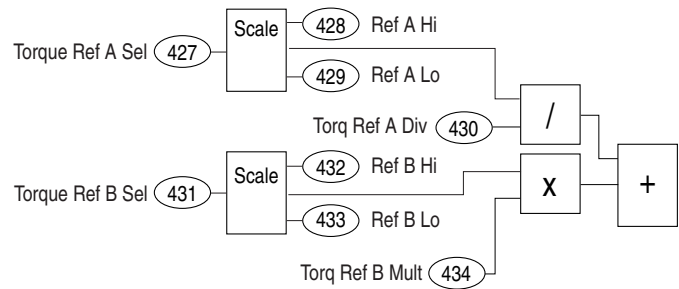 Scale 428 Ref A Hi
Torque Ref A Sel 427
429 Ref A Lo
Torq Ref A Div 430 /
Scale 432 Ref B Hi
Torque Ref B Sel 431 x +
433 Ref B Lo
Torq Ref B Mult 434